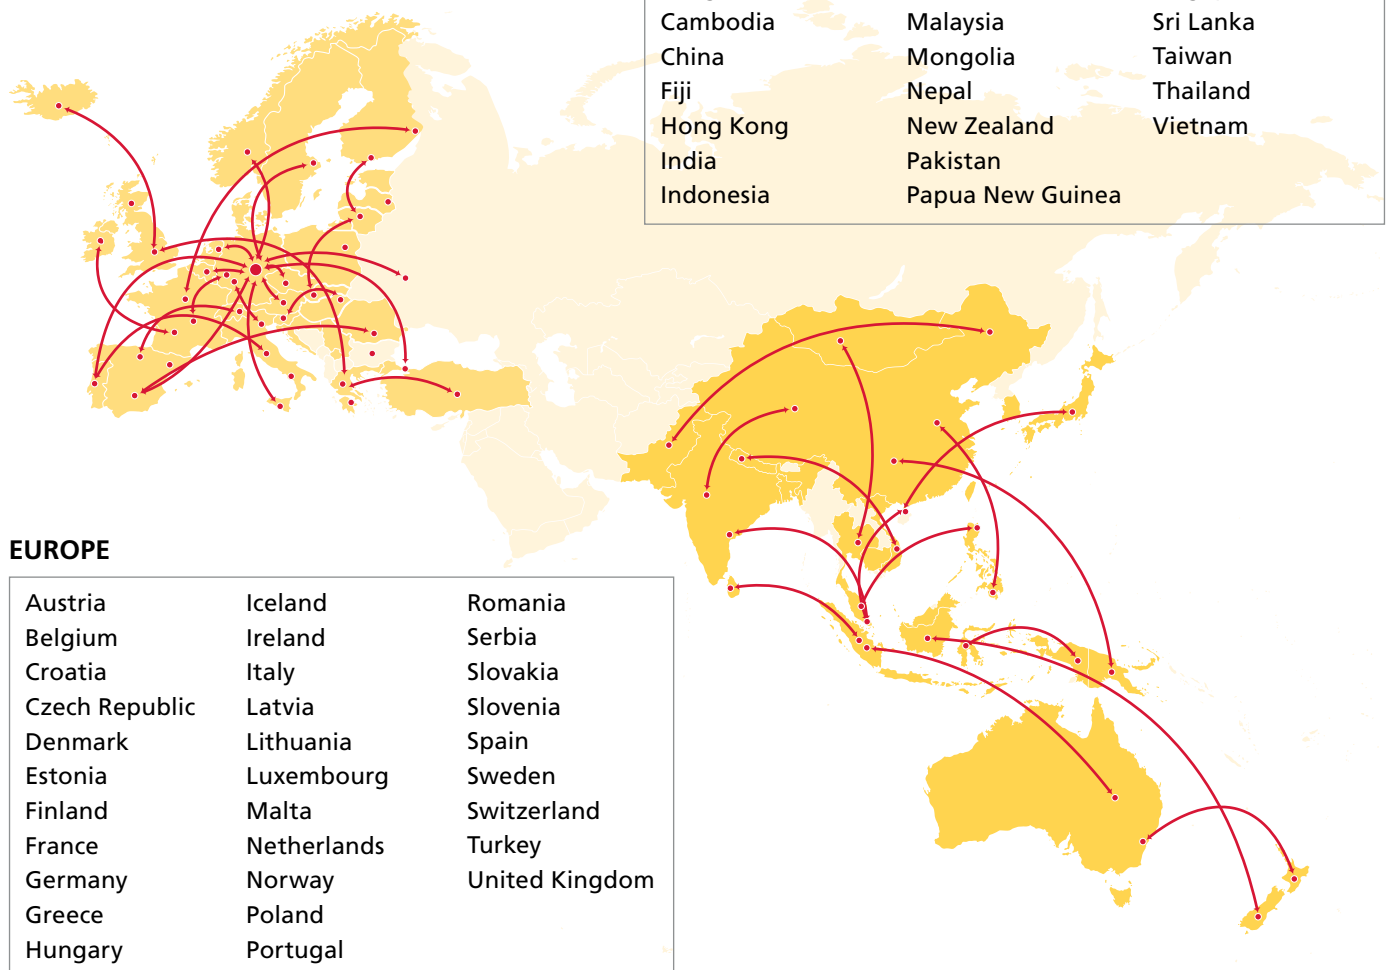 Cambodia Malaysia Sri Lanka
China Mongolia Taiwan
Fiji Nepal Thailand
Hong Kong New Zealand Vietnam
India Pakistan
Indonesia Papua New Guinea
EUROPE
Austria Iceland Romania
Belgium Ireland Serbia
Croatia Italy Slovakia
Czech Republic Latvia Slovenia
Denmark Lithuania Spain
Estonia Luxembourg Sweden
Finland Malta Switzerland
France Netherlands Turkey
Germany Norway United Kingdom
Greece Poland
Hungary Portugal